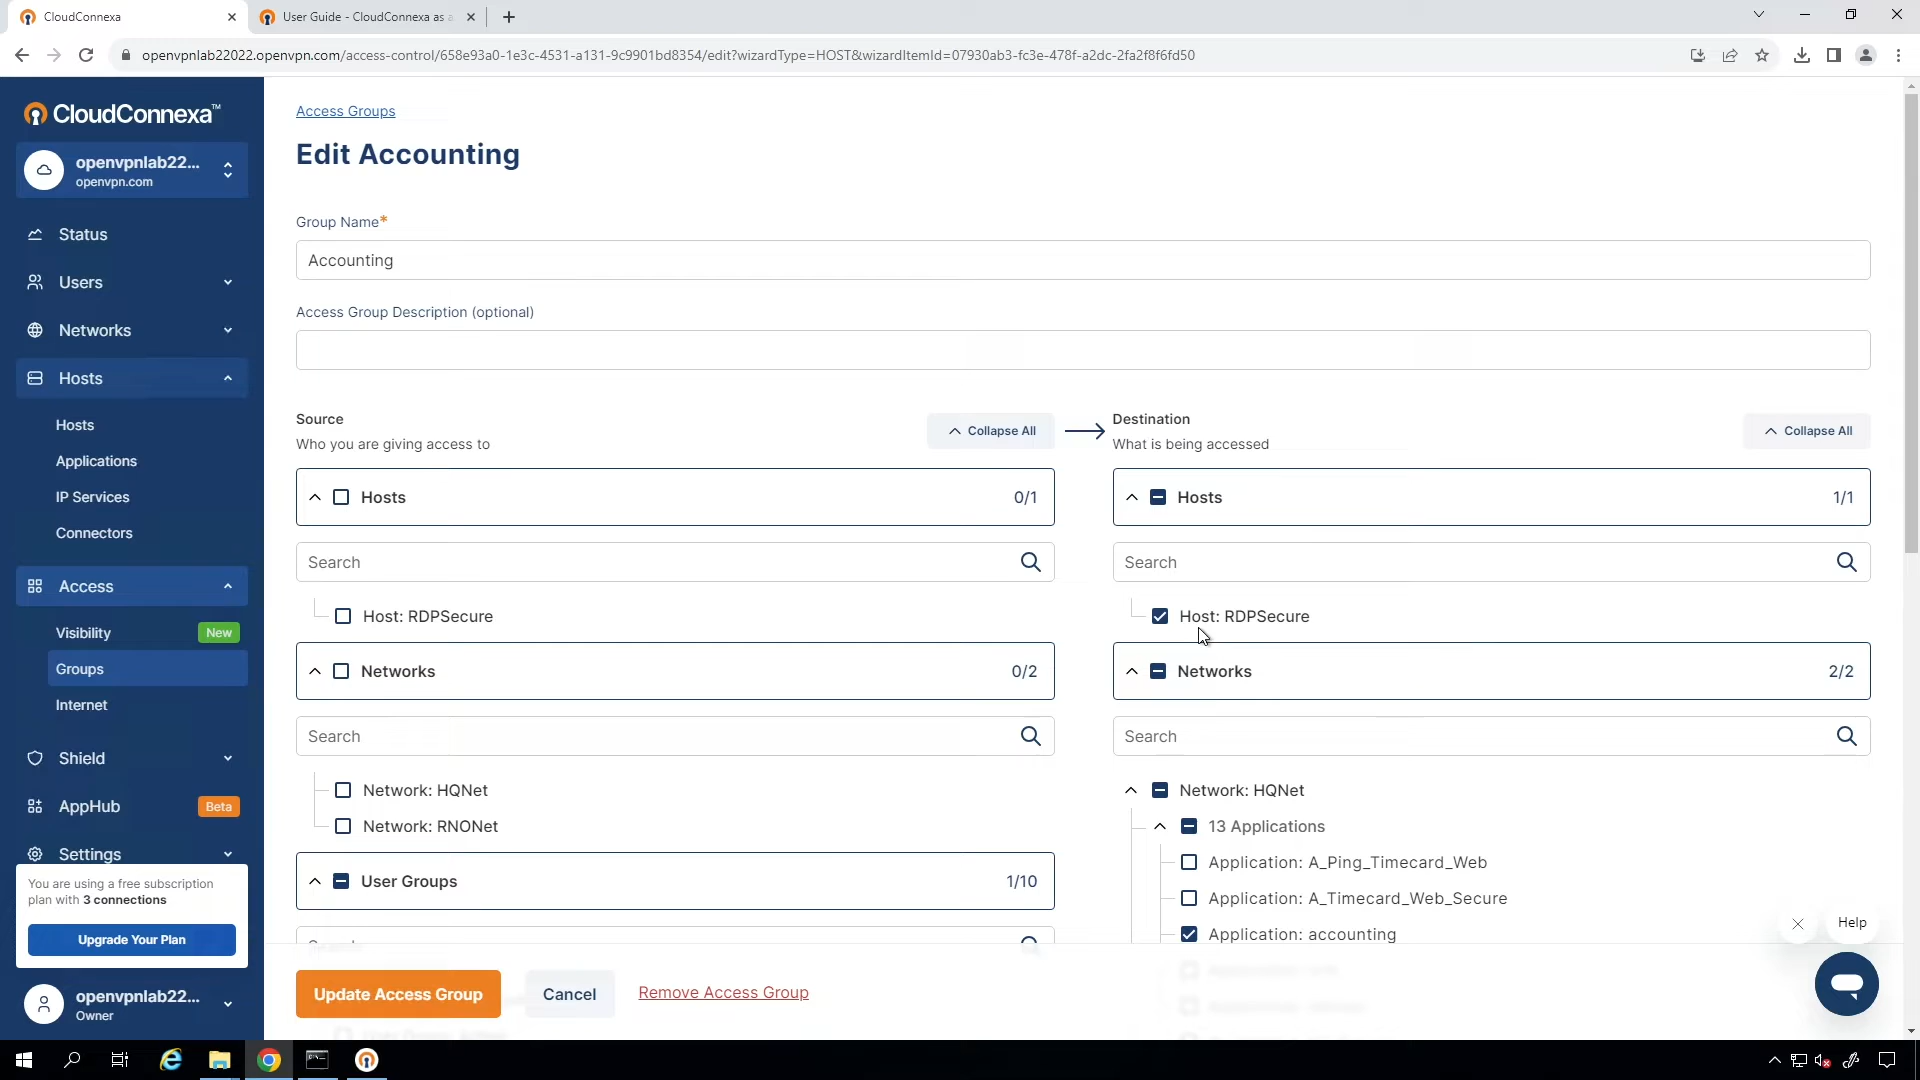 CloudConnexa
User Guide - CloudConnexa as a
openvpnlab22022.openvpn.com/access-control/658e93a0-1e3c-4531-a131-9c9901bd8354/edit?wizardType=HOST&wizardItemId=07930ab3-fc3e-478f-a2dc-2fa2f8f6fd50
CloudConnexa™
openvpnlab22...
openvpn.com
Status
Users
Networks
Hosts
Hosts
Applications
IP Services
Connectors
Access
Visibility New
Groups
Internet
Shield
AppHub Beta
Settings
You are using a free subscription
plan with 3 connections
Upgrade Your Plan
openvpnlab22...
Owner
Access Groups
Edit Accounting
Group Name*
Accounting
Access Group Description (optional)
Source
Who you are giving access to
Collapse All
Hosts 0/1
Search
Host: RDPSecure
Networks 0/2
Search
Network: HQNet
Network: RNONet
User Groups 1/10
Destination
What is being accessed
Collapse All
Hosts 1/1
Search
Host: RDPSecure
Networks 2/2
Search
Network: HQNet
13 Applications
Application: A_Ping_Timecard_Web
Application: A_Timecard_Web_Secure
Application: accounting
Update Access Group
Cancel
Remove Access Group
Help